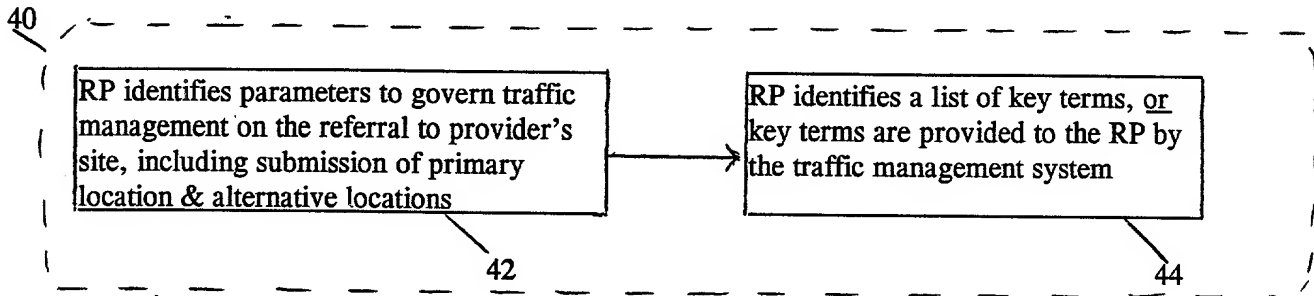 40
RP identifies parameters to govern traffic
management on the referral to provider's
site, including submission of primary
location & alternative locations
RP identifies a list of key terms, or
key terms are provided to the RP by
the traffic management system
42
44